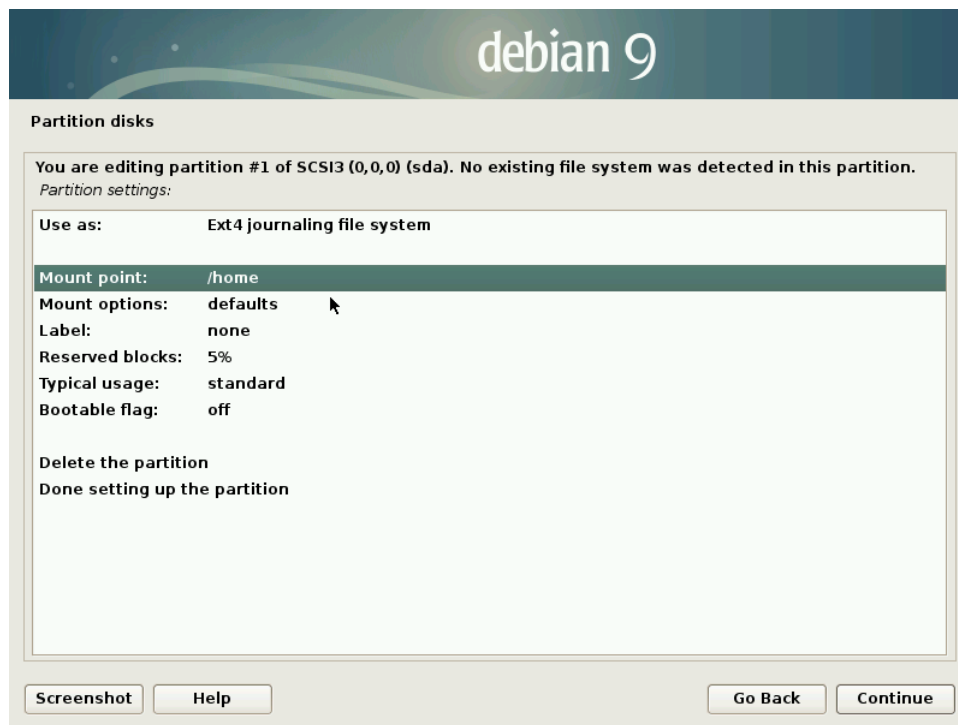 debian 9
Partition disks
You are editing partition #1 of SCSI3 (0,0,0) (sda). No existing file system was detected in this partition.
Partition settings:
Use as: Ext4 journaling file system
Mount point: /home
Mount options: defaults
Label: none
Reserved blocks: 5%
Typical usage: standard
Bootable flag: off
Delete the partition
Done setting up the partition
Screenshot Help Go Back Continue